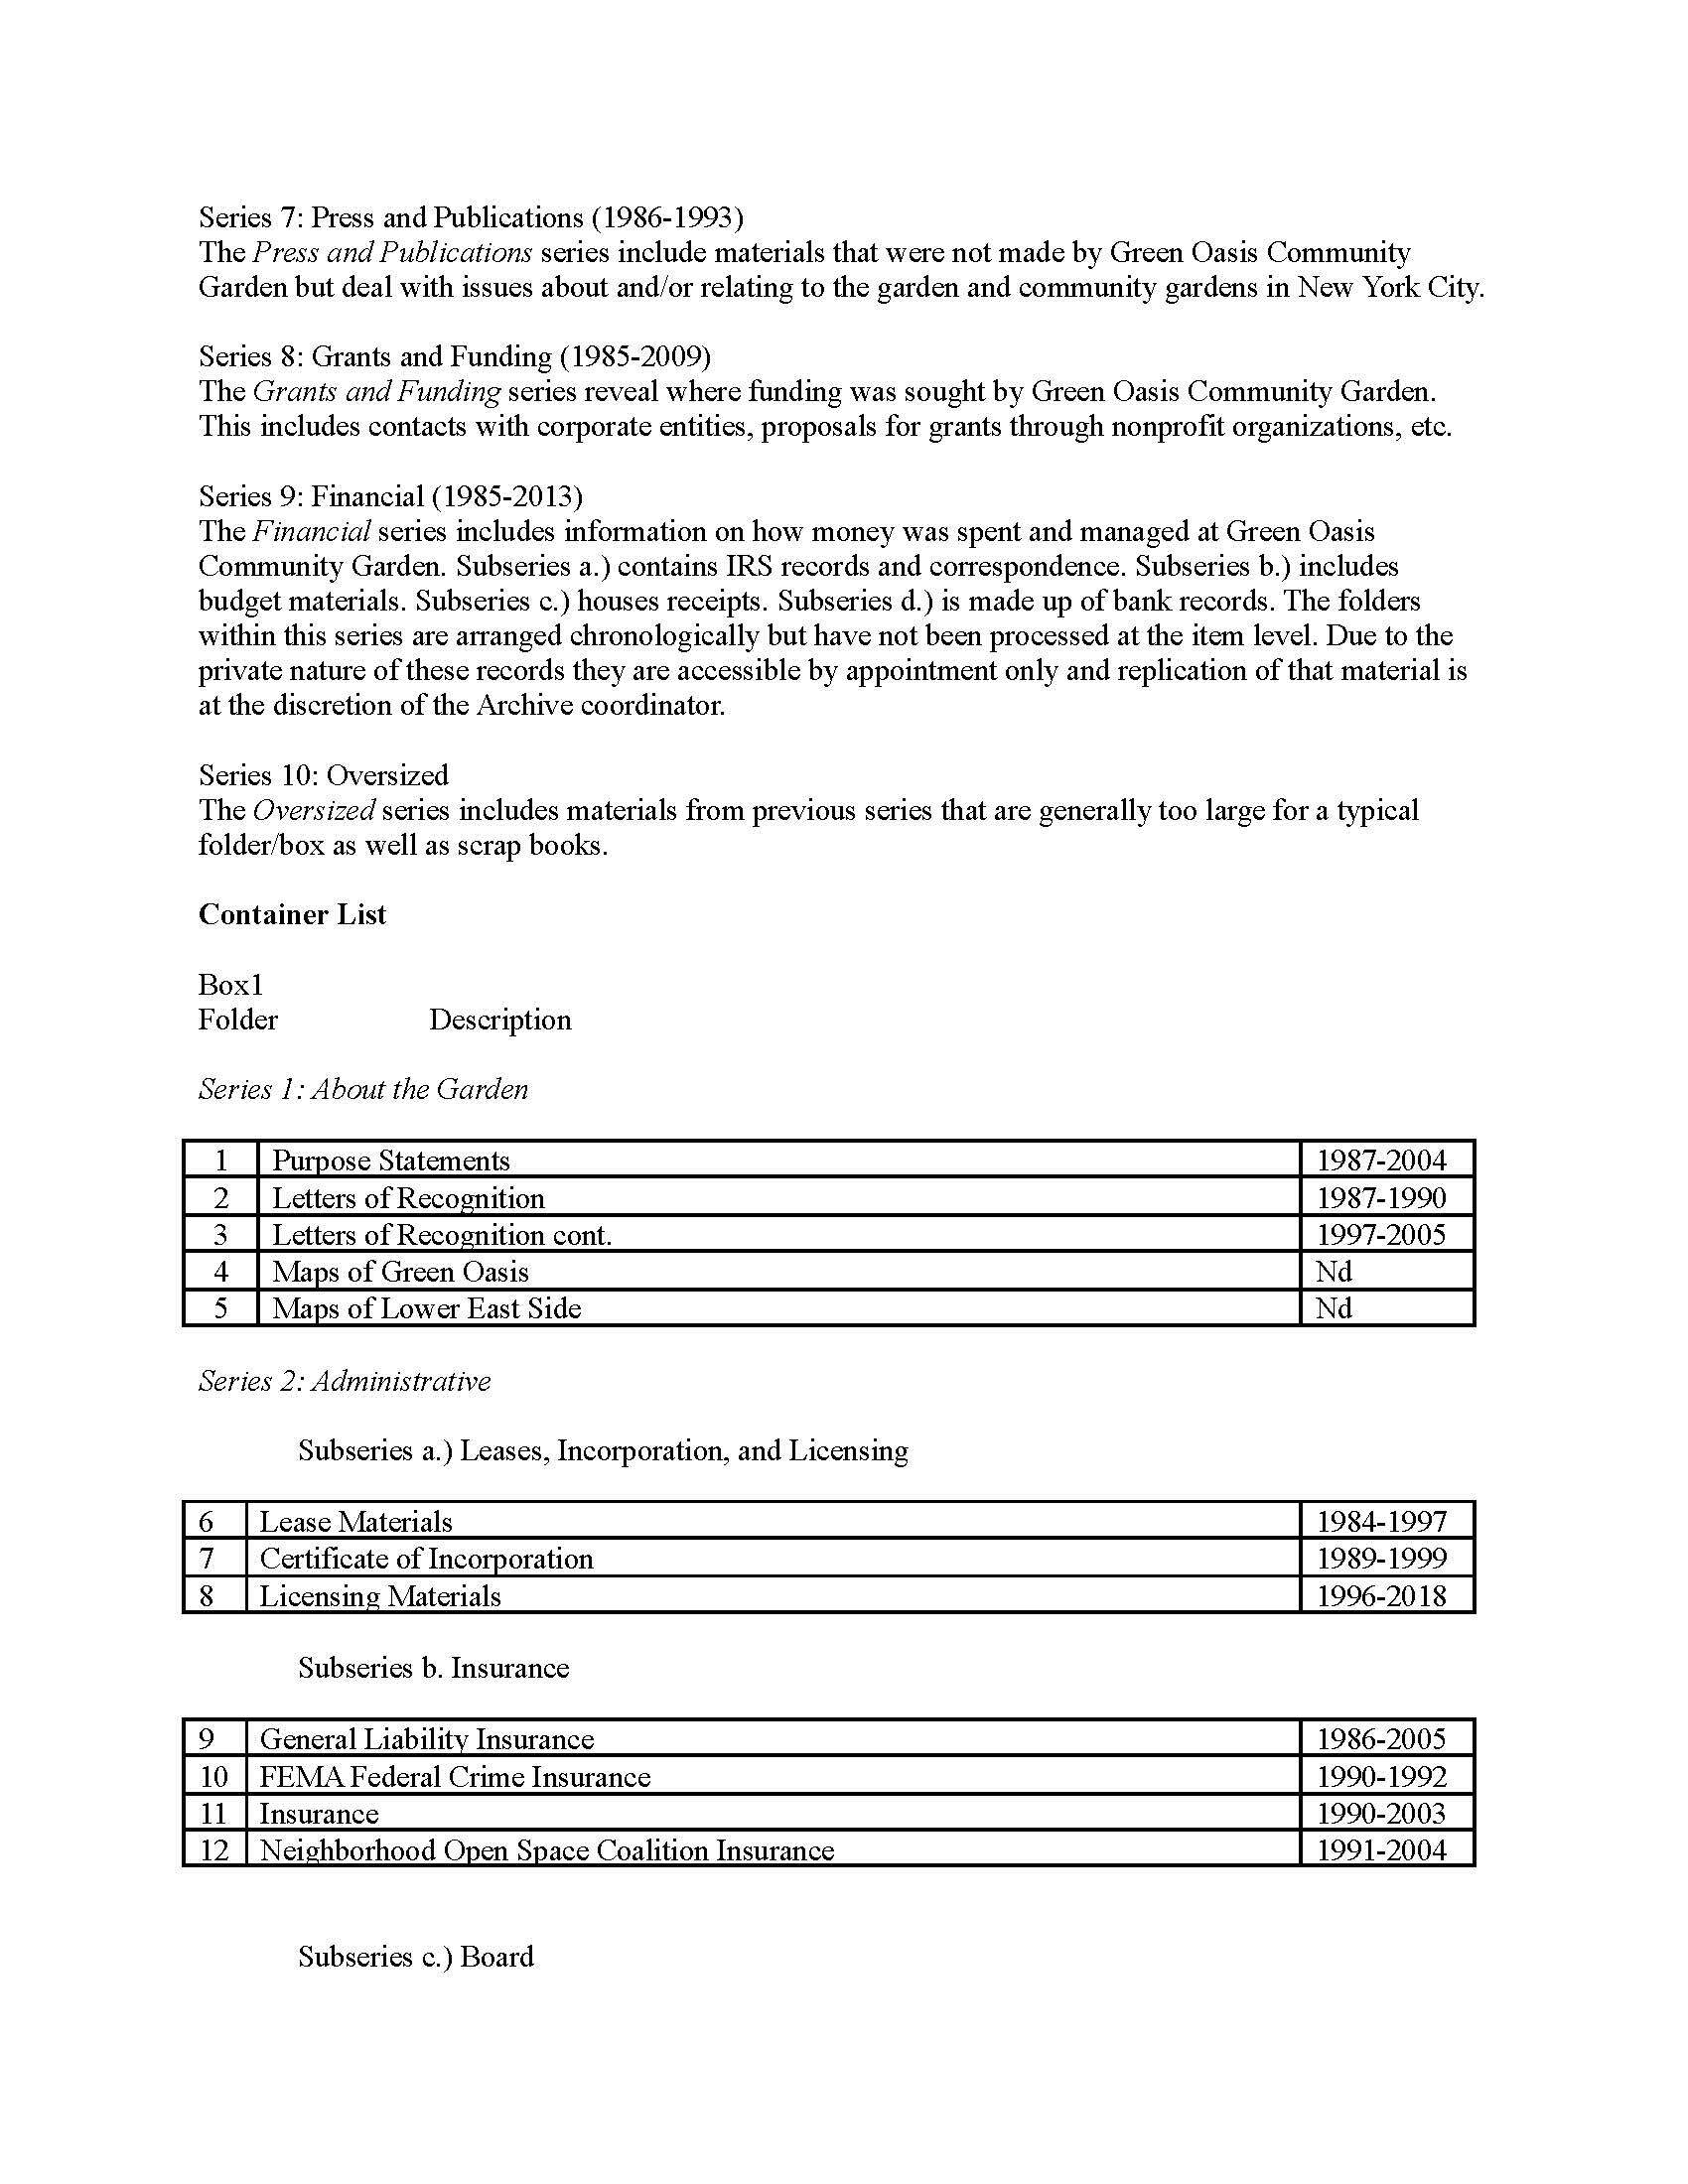 Series 7: Press and Publications (1986-1993)
The Press and Publications series include materials that were not made by Green Oasis Community
Garden but deal with issues about and/or relating to the garden and community gardens in New York City.
Series 8: Grants and Funding (1985-2009)
The Grants and Funding series reveal where funding was sought by Green Oasis Community Garden.
This includes contacts with corporate entities, proposals for grants through nonprofit organizations, etc.
Series 9: Financial (1985-2013)
The Financial series includes information on how money was spent and managed at Green Oasis
Community Garden. Subseries a.) contains IRS records and correspondence. Subseries b.) includes
budget materials. Subseries c.) houses receipts. Subseries d.) is made up of bank records. The folders
within this series are arranged chronologically but have not been processed at the item level. Due to the
private nature of these records they are accessible by appointment only and replication of that material is
at the discretion of the Archive coordinator.
Series 10: Oversized
The Oversized series includes materials from previous series that are generally too large for a typical
folder/box as well as scrap books.
Container List
Box1
Folder Description
Series 1: About the Garden
1 Purpose Statements 1987-2004
2 Letters of Recognition 1987-1990
3 Letters of Recognition cont. 1997-2005
4 Maps of Green Oasis Nd
5 Maps of Lower East Side Nd
Series 2: Administrative
Subseries a.) Leases, Incorporation, and Licensing
6 Lease Materials 1984-1997
7 Certificate of Incorporation 1989-1999
8 Licensing Materials 1996-2018
Subseries b. Insurance
9 General Liability Insurance 1986-2005
10 FEMA Federal Crime Insurance 1990-1992
11 Insurance 1990-2003
12 Neighborhood Open Space Coalition Insurance 1991-2004
Subseries c.) Board